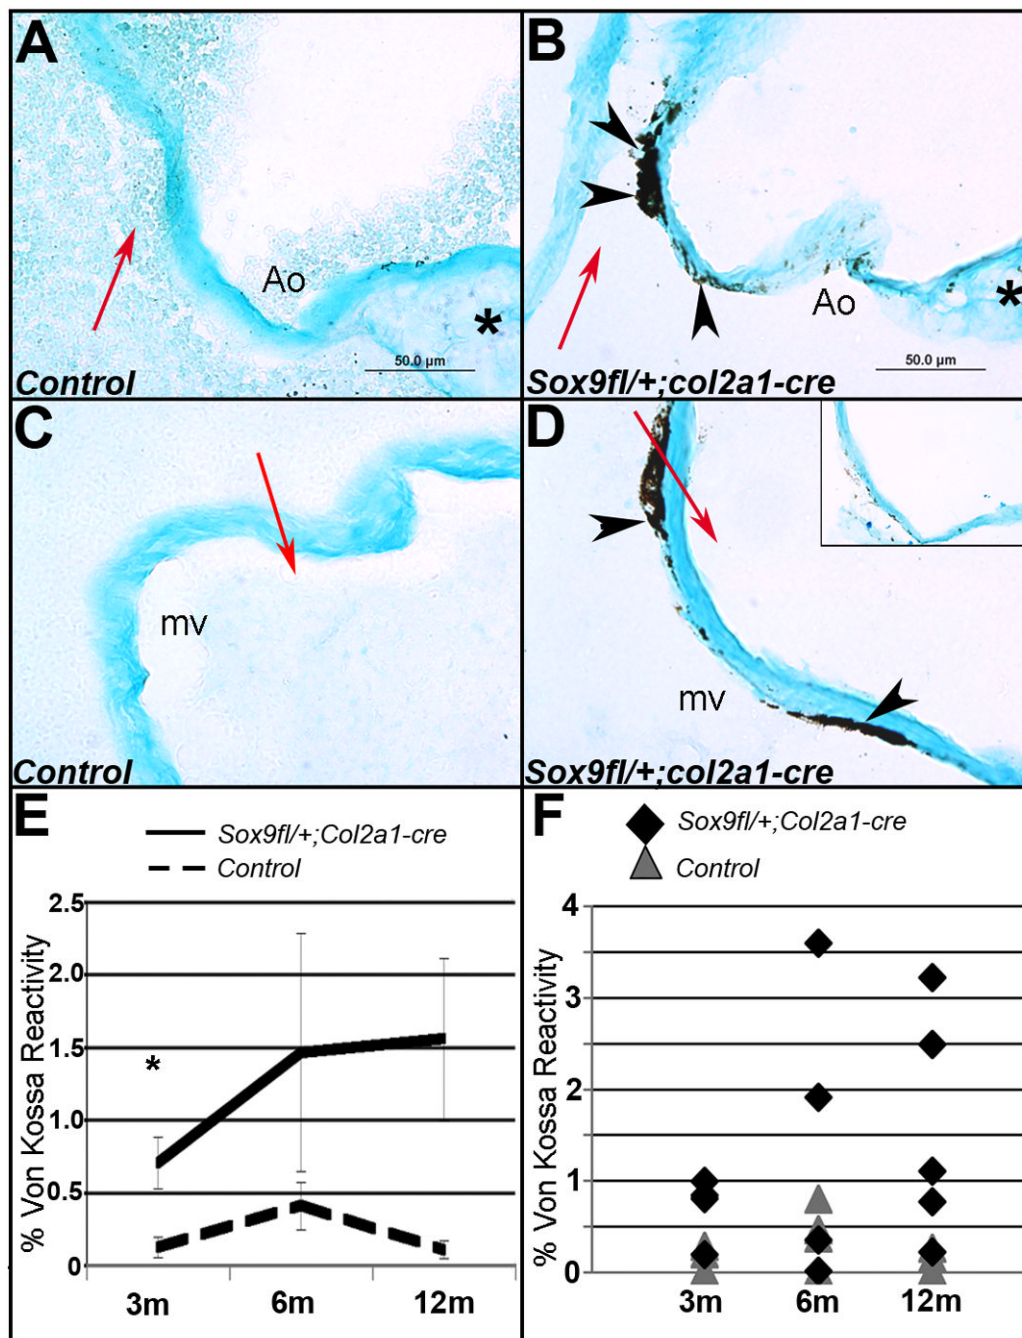 A
Ao
*
50.0 µm
Control
B
Ao
*
50.0 µm
Sox9fl/+;col2a1-cre
C
mv
Control
D
mv
Sox9fl/+;col2a1-cre
E
Sox9fl/+;Col2a1-cre
Control
% Von Kossa Reactivity
2.5
2.0
1.5
1.0
0.5
0
*
3m 6m 12m
F
Sox9fl/+;Col2a1-cre
Control
% Von Kossa Reactivity
4
3
2
1
0
3m 6m 12m